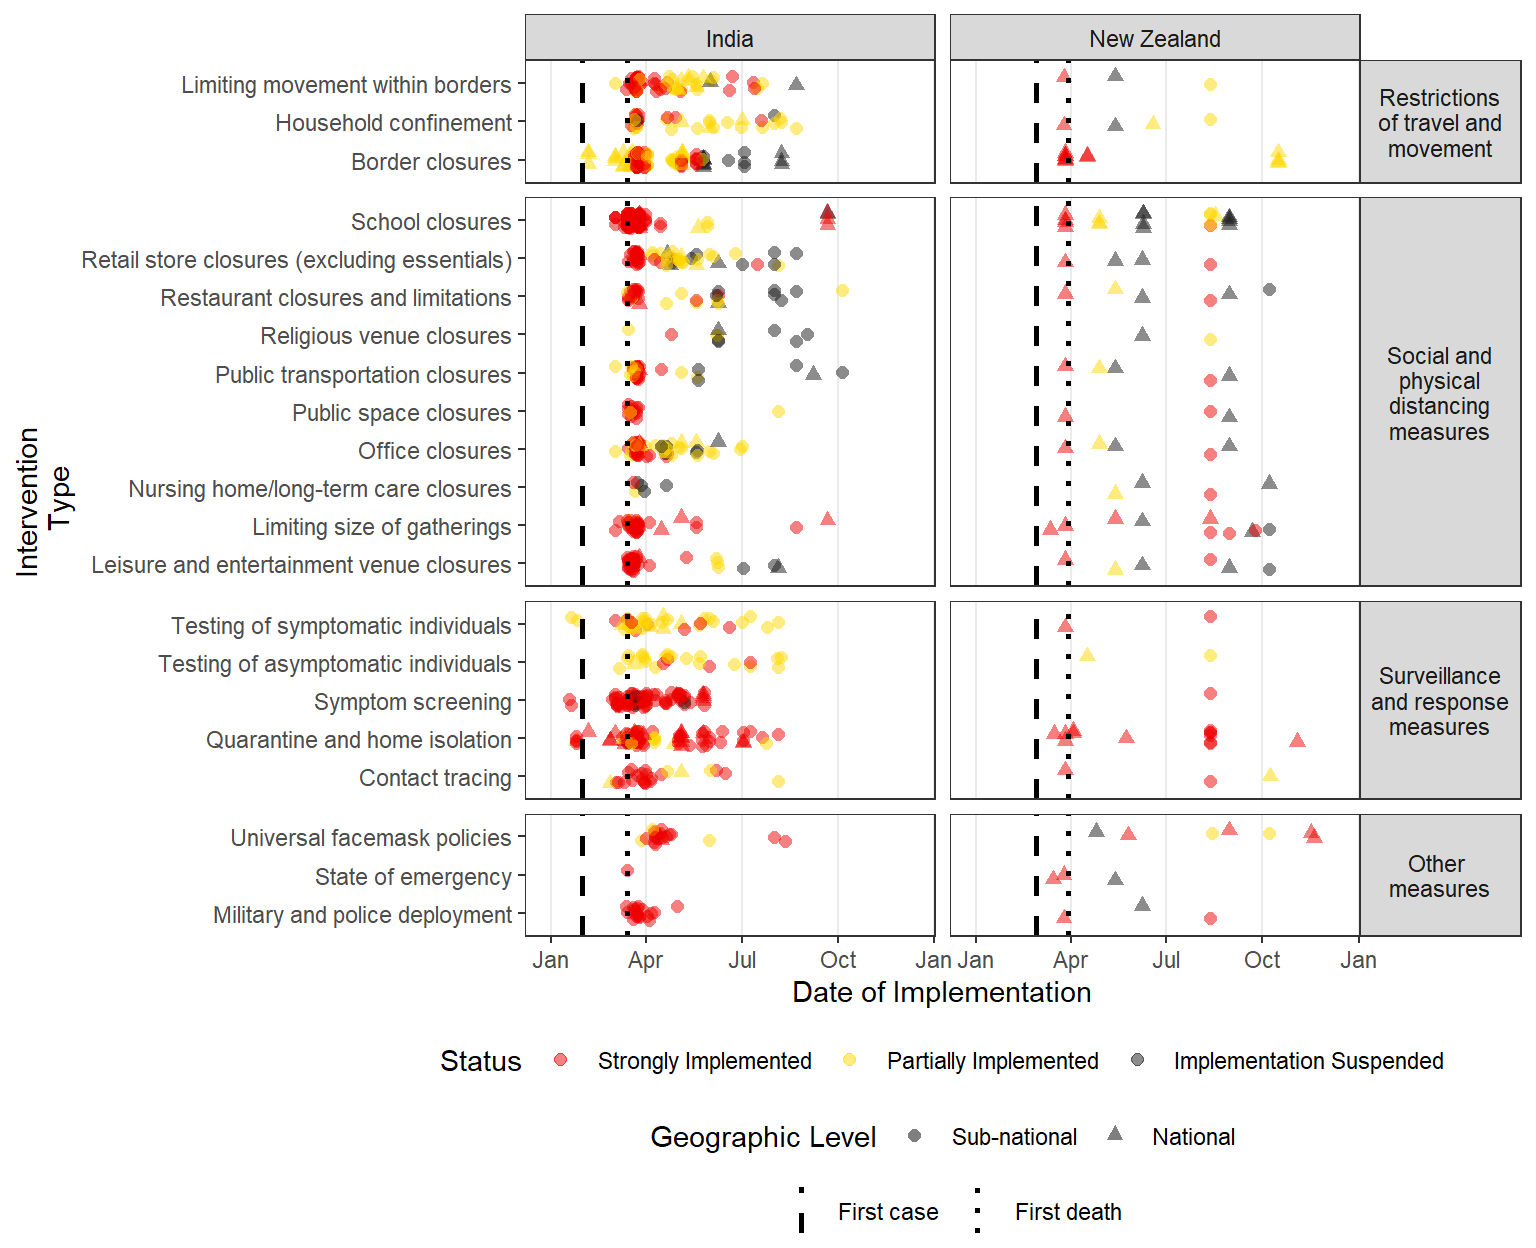 India
New Zealand
Limiting movement within borders
Household confinement
Border closures
Restrictions
of travel and
movement
School closures
Retail store closures (excluding essentials)
Restaurant closures and limitations
Religious venue closures
Public transportation closures
Public space closures
Office closures
Nursing home/long-term care closures
Limiting size of gatherings
Leisure and entertainment venue closures
Social and
physical
distancing
measures
Testing of symptomatic individuals
Testing of asymptomatic individuals
Symptom screening
Quarantine and home isolation
Contact tracing
Surveillance
and response
measures
Universal facemask policies
State of emergency
Military and police deployment
Other
measures
Intervention
Type
Jan Apr Jul Oct Jan
Jan Apr Jul Oct Jan
Date of Implementation
Status Strongly Implemented Partially Implemented Implementation Suspended
Geographic Level Sub-national National
First case First death